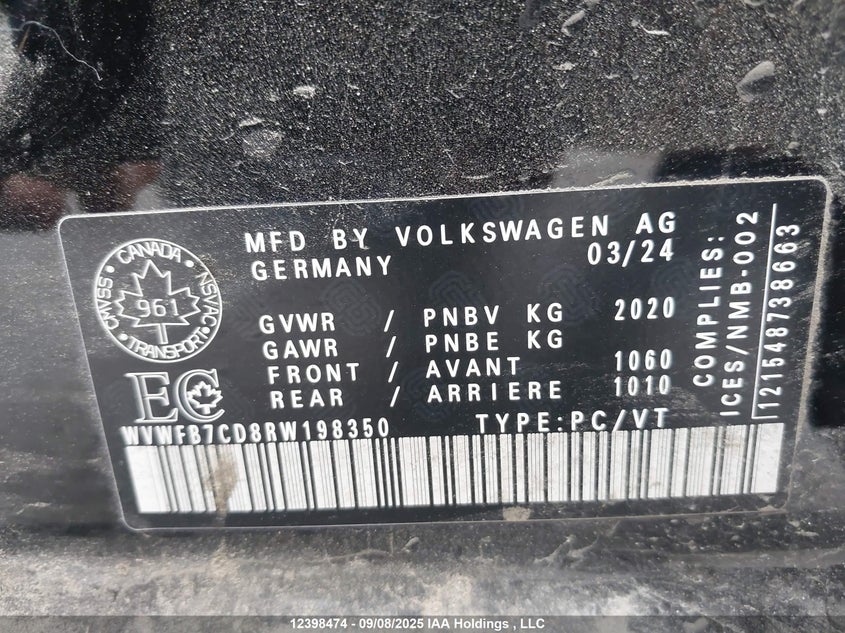 MFD BY VOLKSWAGEN AG
GERMANY 03/24
CANADA
CMVSS • NSVAC
961
TRANSPORT
GVWR / PNBV KG 2020
GAWR / PNBE KG
FRONT / AVANT 1060
REAR / ARRIERE 1010
EC
WVWFB7CD8RW198350 TYPE:PC/VT
COMPLIES:
ICES/NMB-002
121548738663
12398474 - 09/08/2025 IAA Holdings , LLC